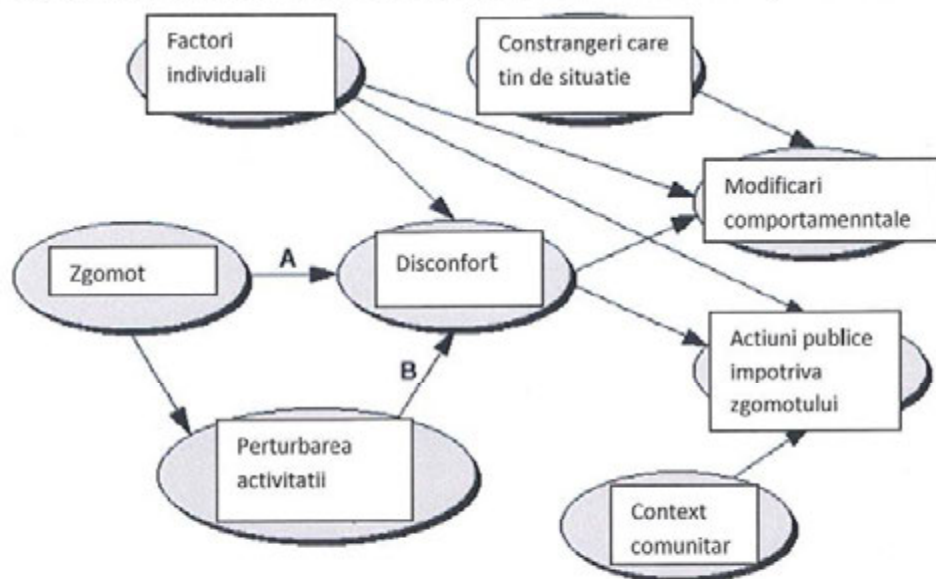 Factori
individuali
Constrangeri care
tin de situatie
Modificari
comportamenntale
Zgomot
A
Disconfort
B
Actiuni publice
impotriva
zgomotului
Perturbarea
activitatii
Context
comunitar